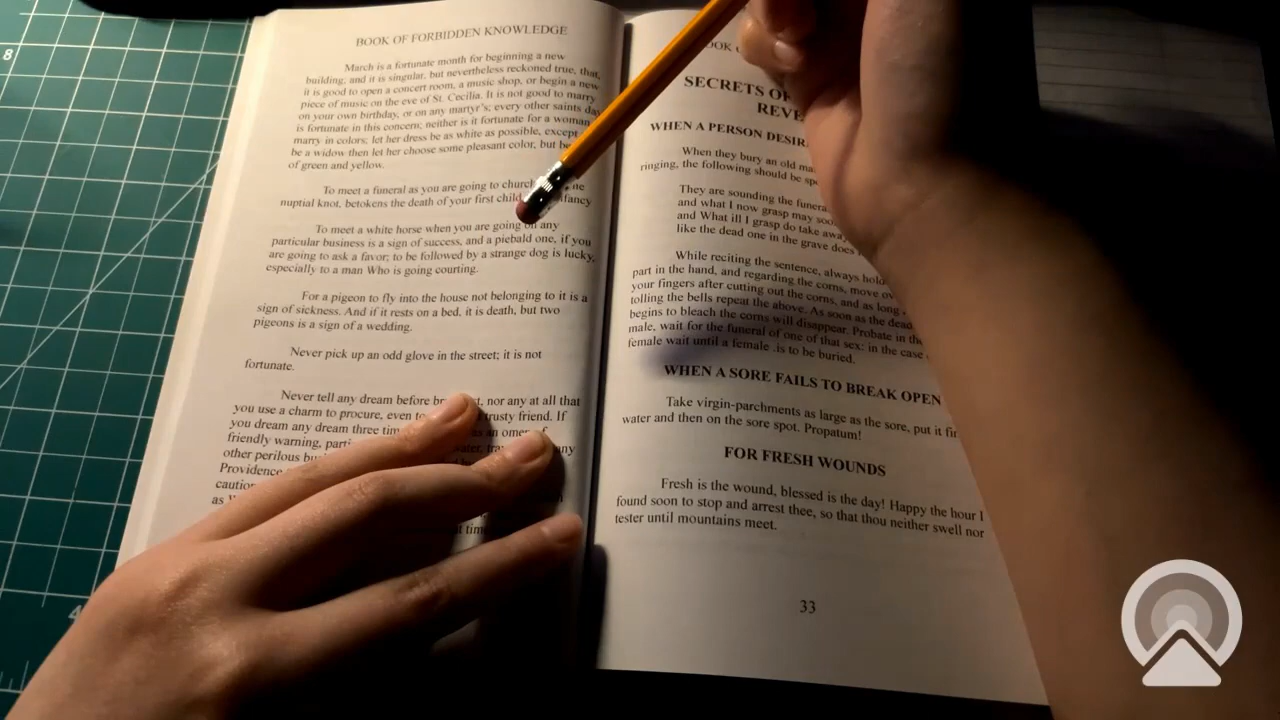 8
BOOK OF FORBIDDEN KNOWLEDGE
March is a fortunate month for beginning a new
building, and it is singular, but nevertheless reckoned true, that,
it is good to open a concert room, a music shop, or begin a new
piece of music on the eve of St. Cecilia. It is not good to marry
on your own birthday, or on any martyr's; every other saints day
is fortunate in this concern; neither is it fortunate for a woman
marry in colors; let her dress be as white as possible, except
be a widow then let her choose some pleasant color, but
of green and yellow.
To meet a funeral as you are going to church
nuptial knot, betokens the death of your first child
To meet a white horse when you are going on any
particular business is a sign of success, and a piebald one, if you
are going to ask a favor; to be followed by a strange dog is lucky,
especially to a man Who is going courting.
For a pigeon to fly into the house not belonging to it is a
sign of sickness. And if it rests on a bed, it is death, but two
pigeons is a sign of a wedding.
Never pick up an odd glove in the street; it is not
fortunate.
Never tell any dream before nor any at all that
you use a charm to procure, even to trusty friend. If
you dream any dream three as an omen of
friendly warning,
other perilous
Providence
as
4
SECRETS
WHEN A PERSON
When they bury an old
ringing, the following should be
They are sounding the
and what I now grasp may
and What ill I grasp do take away
like the dead one in the grave does
While reciting the sentence, always
part in the hand, and regarding the corns, move
your fingers after cutting out the corns, and as long
tolling the bells repeat the above. As soon as the dead
begins to bleach the corns will disappear. Probate in
male, wait for the funeral of one of that sex: in the case
female wait until a female .is to be buried.
WHEN A SORE FAILS TO BREAK OPEN
Take virgin-parchments as large as the sore, put it
water and then on the sore spot. Propatum!
FOR FRESH WOUNDS
Fresh is the wound, blessed is the day! Happy the hour I
found soon to stop and arrest thee, so that thou neither swell nor
tester until mountains meet.
33